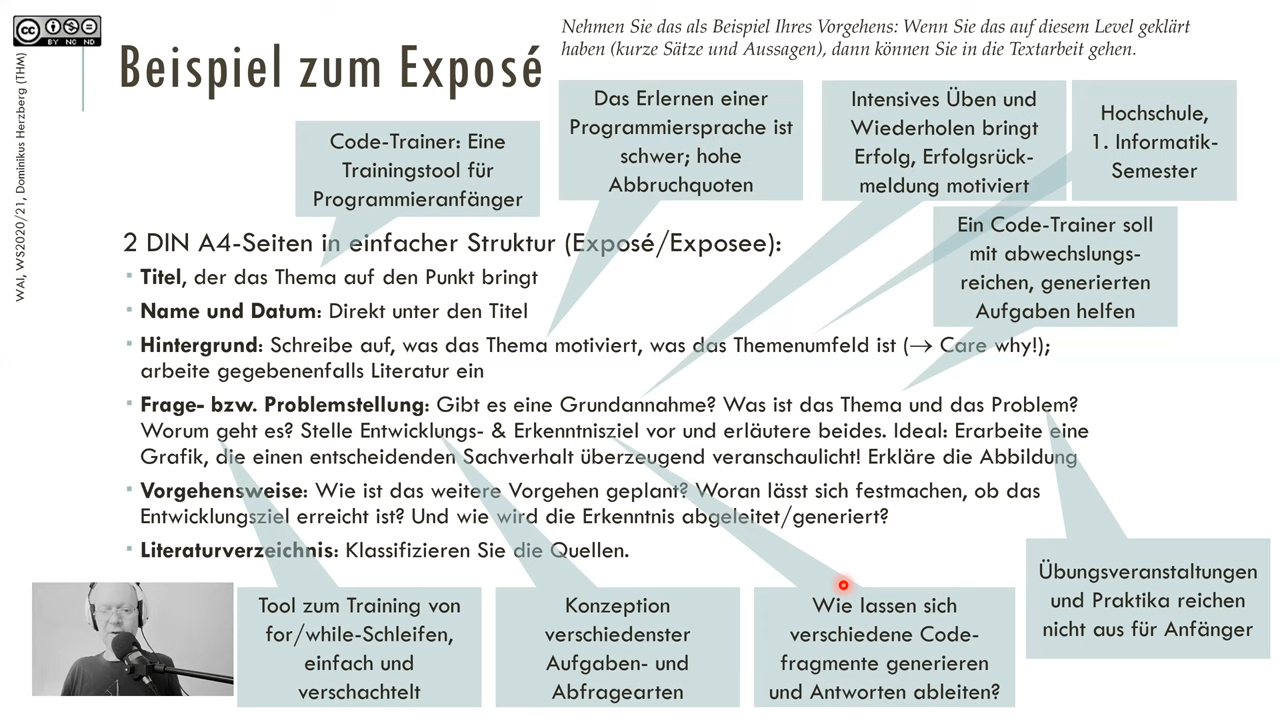 cc BY NC ND
WAI, WS2020/21, Dominikus Herzberg (THM)
Beispiel zum Exposé
Nehmen Sie das als Beispiel Ihres Vorgehens: Wenn Sie das auf diesem Level geklärt
haben (kurze Sätze und Aussagen), dann können Sie in die Textarbeit gehen.
Code-Trainer: Eine
Trainingstool für
Programmieranfänger
Das Erlernen einer
Programmiersprache ist
schwer; hohe
Abbruchquoten
Intensives Üben und
Wiederholen bringt
Erfolg, Erfolgsrück-
meldung motiviert
Hochschule,
1. Informatik-
Semester
Ein Code-Trainer soll
mit abwechslungs-
reichen, generierten
Aufgaben helfen
2 DIN A4-Seiten in einfacher Struktur (Exposé/Exposee):
▪ Titel, der das Thema auf den Punkt bringt
▪ Name und Datum: Direkt unter den Titel
▪ Hintergrund: Schreibe auf, was das Thema motiviert, was das Themenumfeld ist (→ Care why!);
arbeite gegebenenfalls Literatur ein
▪ Frage- bzw. Problemstellung: Gibt es eine Grundannahme? Was ist das Thema und das Problem?
Worum geht es? Stelle Entwicklungs- & Erkenntnisziel vor und erläutere beides. Ideal: Erarbeite eine
Grafik, die einen entscheidenden Sachverhalt überzeugend veranschaulicht! Erkläre die Abbildung
▪ Vorgehensweise: Wie ist das weitere Vorgehen geplant? Woran lässt sich festmachen, ob das
Entwicklungsziel erreicht ist? Und wie wird die Erkenntnis abgeleitet/generiert?
▪ Literaturverzeichnis: Klassifizieren Sie die Quellen.
Tool zum Training von
for/while-Schleifen,
einfach und
verschachtelt
Konzeption
verschiedenster
Aufgaben- und
Abfragearten
Wie lassen sich
verschiedene Code-
fragmente generieren
und Antworten ableiten?
Übungsveranstaltungen
und Praktika reichen
nicht aus für Anfänger